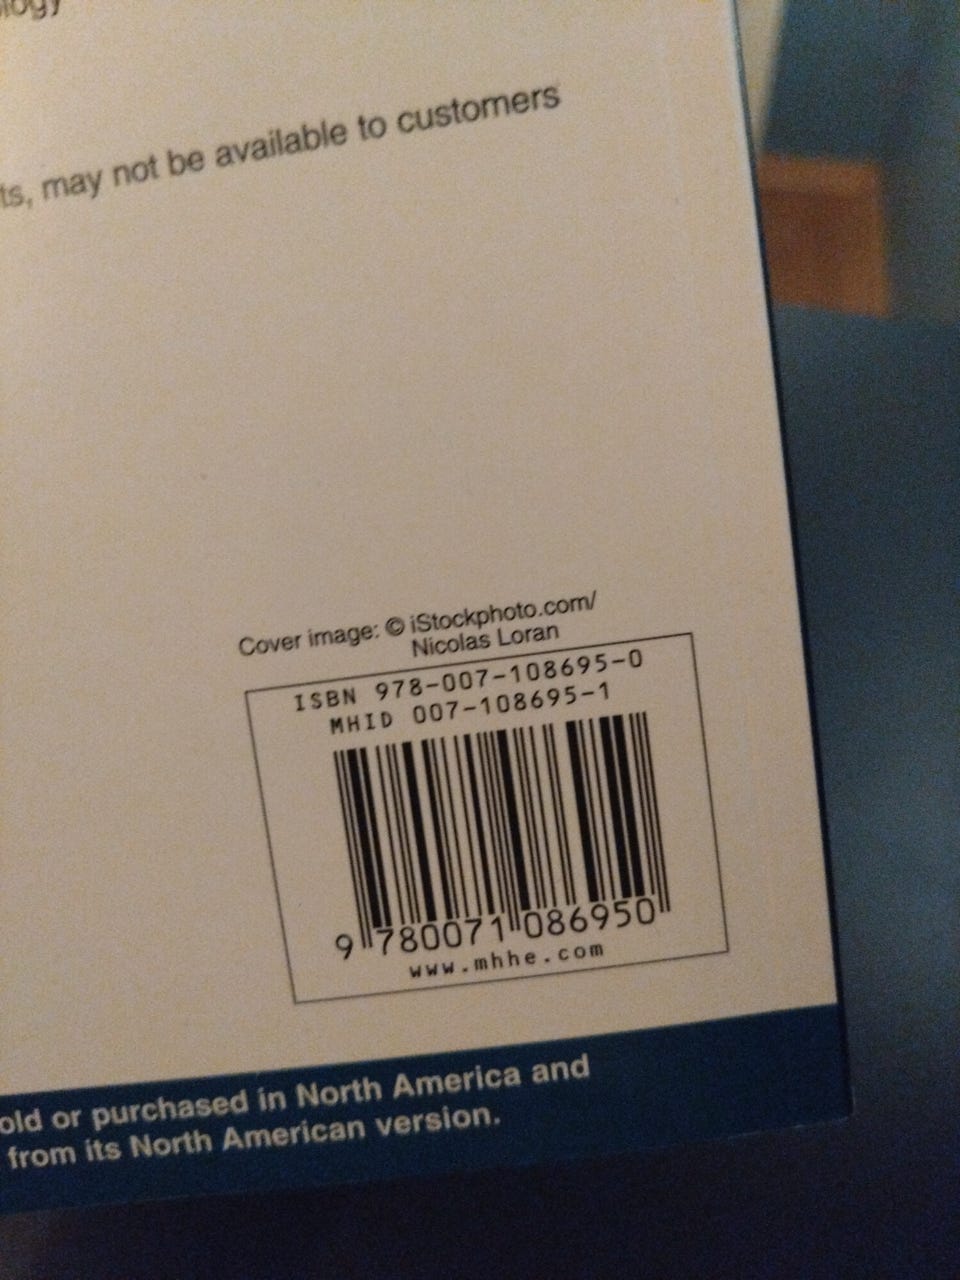 ology
ts, may not be available to customers
Cover image: © iStockphoto.com/
Nicolas Loran
ISBN 978-007-108695-0
MHID 007-108695-1
9 780071 086950
www.mhhe.com
old or purchased in North America and
from its North American version.